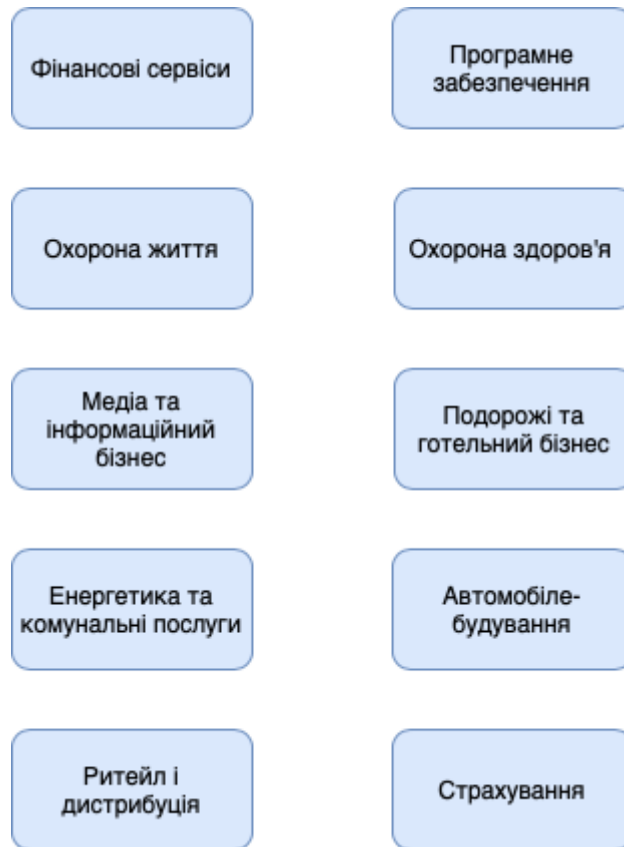 Фінансові сервіси
Програмне
забезпечення
Охорона життя
Охорона здоров'я
Медіа та
інформаційний
бізнес
Подорожі та
готельний бізнес
Енергетика та
комунальні послуги
Автомобіле-
будування
Ритейл і
дистрибуція
Страхування